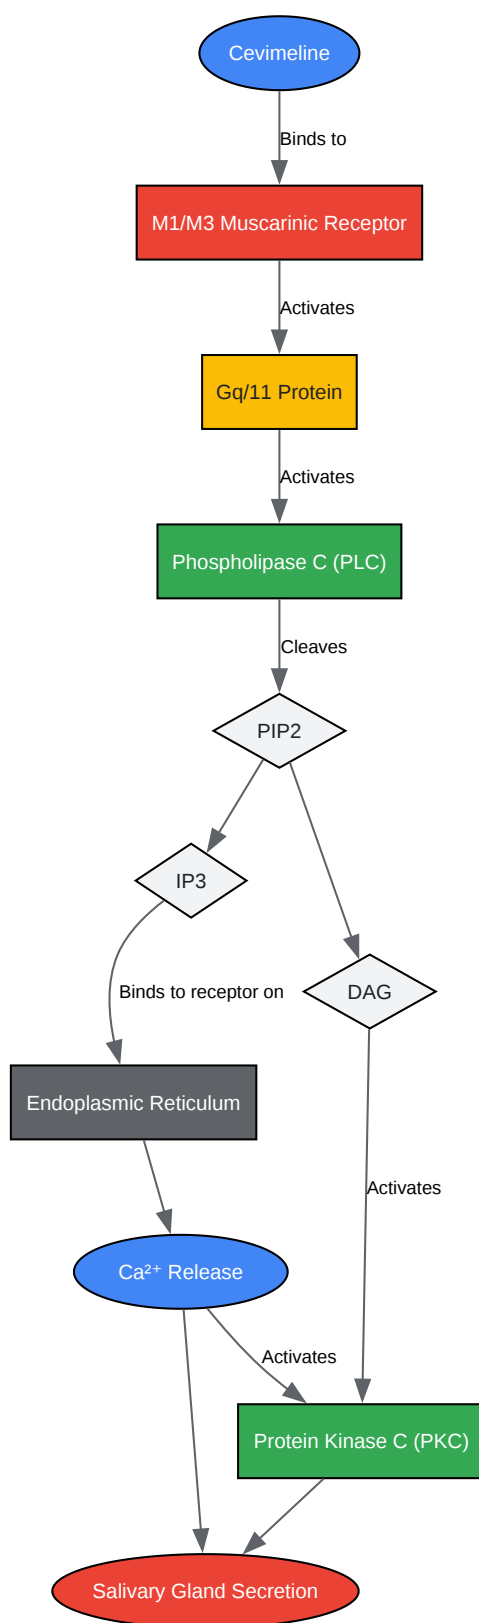 Cevimeline
Binds to
M1/M3 Muscarinic Receptor
Activates
Gq/11 Protein
Activates
Phospholipase C (PLC)
Cleaves
PIP2
IP3
Binds to receptor on
DAG
Endoplasmic Reticulum
Activates
Ca²⁺ Release
Activates
Protein Kinase C (PKC)
Salivary Gland Secretion